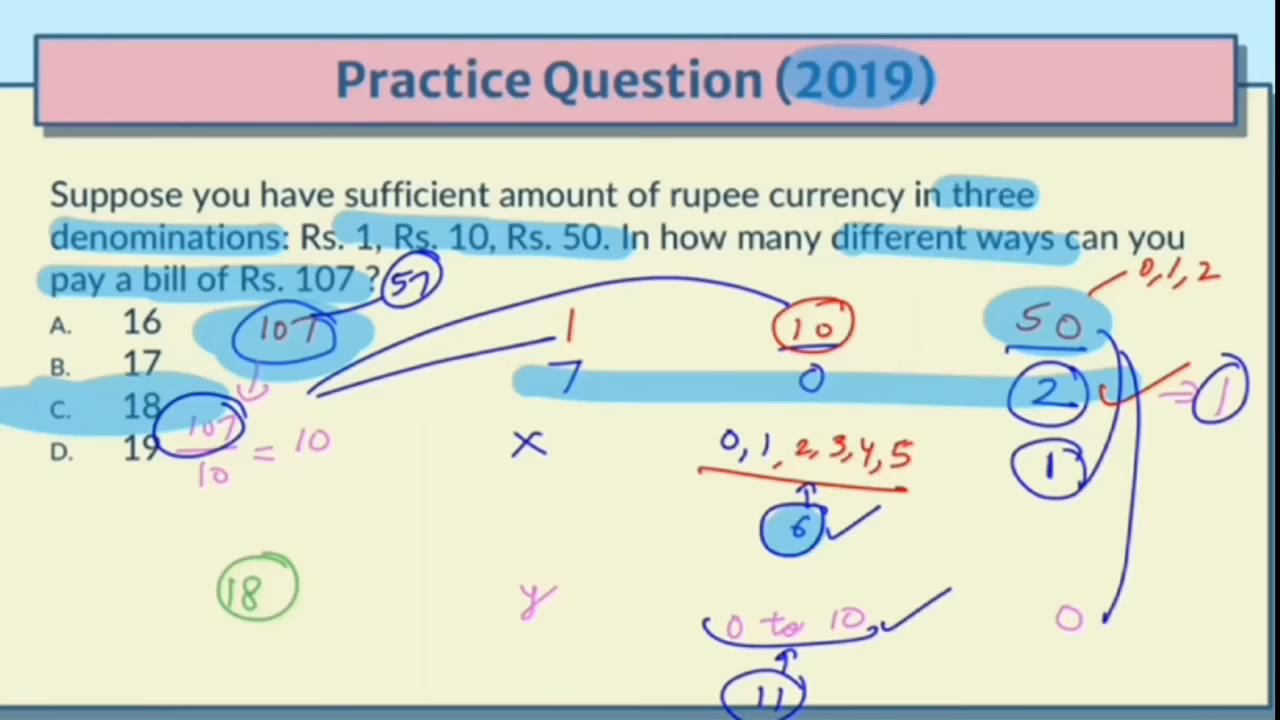 Practice Question (2019)
Suppose you have sufficient amount of rupee currency in three
denominations: Rs. 1, Rs. 10, Rs. 50. In how many different ways can you
pay a bill of Rs. 107 ? 57
0, 1, 2
A. 16
107
1 10 50
B. 17
7 0 2 ⇒ 1
C. 18
D. 19
107/10 = 10
x 0, 1, 2, 3, 4, 5 1
6
18
y 0 to 10 0
11